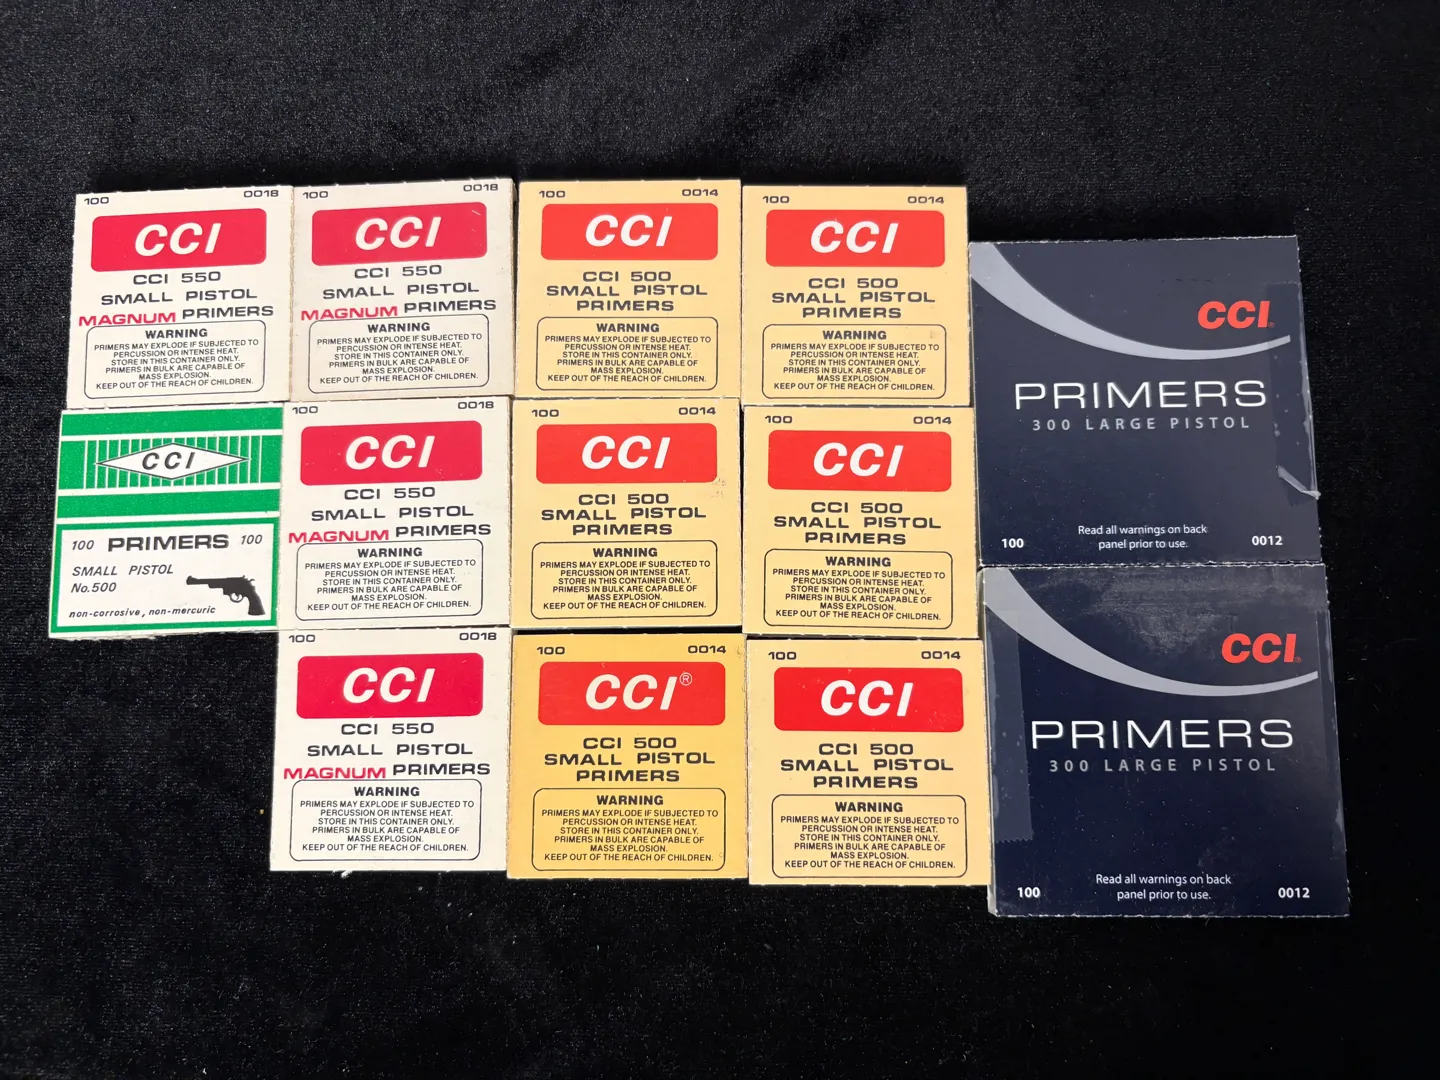 100 0018
CCI
CCI 550
SMALL PISTOL
MAGNUM PRIMERS
WARNING
PRIMERS MAY EXPLODE IF SUBJECTED TO
PERCUSSION OR INTENSE HEAT.
STORE IN THIS CONTAINER ONLY.
PRIMERS IN BULK ARE CAPABLE OF
MASS EXPLOSION.
KEEP OUT OF THE REACH OF CHILDREN.
100 0018
CCI
CCI 550
SMALL PISTOL
MAGNUM PRIMERS
WARNING
PRIMERS MAY EXPLODE IF SUBJECTED TO
PERCUSSION OR INTENSE HEAT.
STORE IN THIS CONTAINER ONLY.
PRIMERS IN BULK ARE CAPABLE OF
MASS EXPLOSION.
KEEP OUT OF THE REACH OF CHILDREN.
100 0014
CCI
CCI 500
SMALL PISTOL
PRIMERS
WARNING
PRIMERS MAY EXPLODE IF SUBJECTED TO
PERCUSSION OR INTENSE HEAT.
STORE IN THIS CONTAINER ONLY.
PRIMERS IN BULK ARE CAPABLE OF
MASS EXPLOSION.
KEEP OUT OF THE REACH OF CHILDREN.
100 0014
CCI
CCI 500
SMALL PISTOL
PRIMERS
WARNING
PRIMERS MAY EXPLODE IF SUBJECTED TO
PERCUSSION OR INTENSE HEAT.
STORE IN THIS CONTAINER ONLY.
PRIMERS IN BULK ARE CAPABLE OF
MASS EXPLOSION.
KEEP OUT OF THE REACH OF CHILDREN.
CCI
PRIMERS
300 LARGE PISTOL
Read all warnings on back
panel prior to use.
100 0012
CCI
100 PRIMERS 100
SMALL PISTOL
No.500
non-corrosive, non-mercuric
100 0018
CCI
CCI 550
SMALL PISTOL
MAGNUM PRIMERS
WARNING
PRIMERS MAY EXPLODE IF SUBJECTED TO
PERCUSSION OR INTENSE HEAT.
STORE IN THIS CONTAINER ONLY.
PRIMERS IN BULK ARE CAPABLE OF
MASS EXPLOSION.
KEEP OUT OF THE REACH OF CHILDREN.
100 0014
CCI
CCI 500
SMALL PISTOL
PRIMERS
WARNING
PRIMERS MAY EXPLODE IF SUBJECTED TO
PERCUSSION OR INTENSE HEAT.
STORE IN THIS CONTAINER ONLY.
PRIMERS IN BULK ARE CAPABLE OF
MASS EXPLOSION.
KEEP OUT OF THE REACH OF CHILDREN.
100 0014
CCI
CCI 500
SMALL PISTOL
PRIMERS
WARNING
PRIMERS MAY EXPLODE IF SUBJECTED TO
PERCUSSION OR INTENSE HEAT.
STORE IN THIS CONTAINER ONLY.
PRIMERS IN BULK ARE CAPABLE OF
MASS EXPLOSION.
KEEP OUT OF THE REACH OF CHILDREN.
100 0018
CCI
CCI 550
SMALL PISTOL
MAGNUM PRIMERS
WARNING
PRIMERS MAY EXPLODE IF SUBJECTED TO
PERCUSSION OR INTENSE HEAT.
STORE IN THIS CONTAINER ONLY.
PRIMERS IN BULK ARE CAPABLE OF
MASS EXPLOSION.
KEEP OUT OF THE REACH OF CHILDREN.
100 0014
CCI®
CCI 500
SMALL PISTOL
PRIMERS
WARNING
PRIMERS MAY EXPLODE IF SUBJECTED TO
PERCUSSION OR INTENSE HEAT.
STORE IN THIS CONTAINER ONLY.
PRIMERS IN BULK ARE CAPABLE OF
MASS EXPLOSION.
KEEP OUT OF THE REACH OF CHILDREN.
100 0014
CCI
CCI 500
SMALL PISTOL
PRIMERS
WARNING
PRIMERS MAY EXPLODE IF SUBJECTED TO
PERCUSSION OR INTENSE HEAT.
STORE IN THIS CONTAINER ONLY.
PRIMERS IN BULK ARE CAPABLE OF
MASS EXPLOSION.
KEEP OUT OF THE REACH OF CHILDREN.
CCI
PRIMERS
300 LARGE PISTOL
Read all warnings on back
panel prior to use.
100 0012